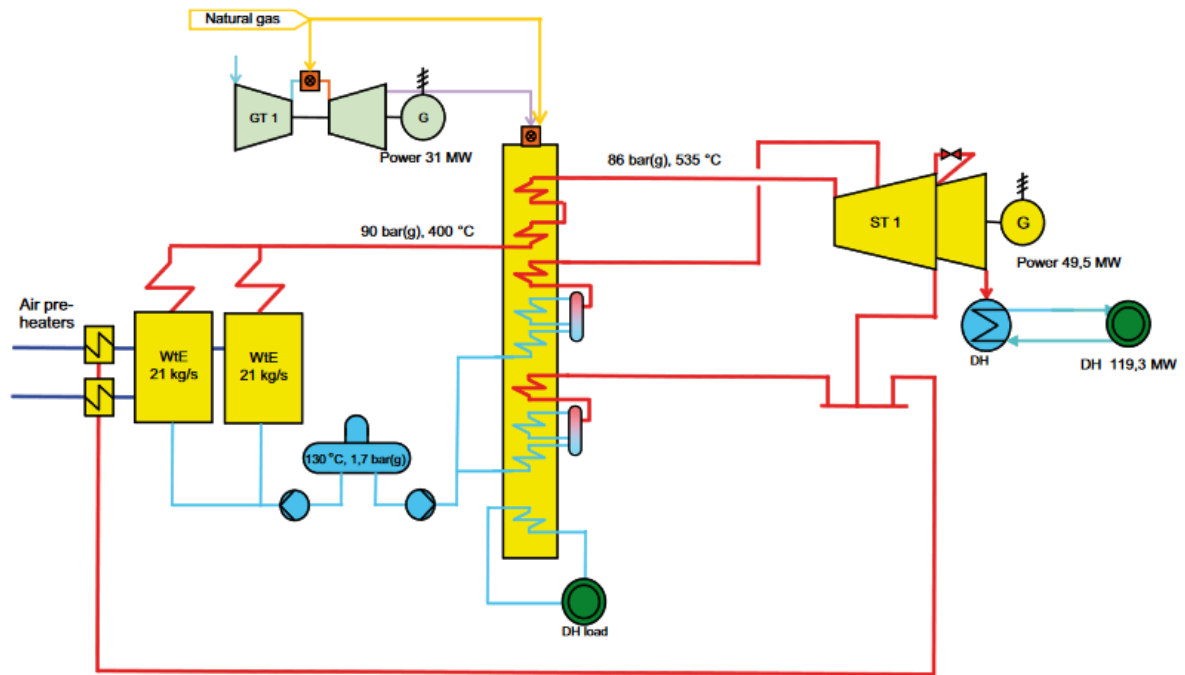 Natural gas
GT 1
G
Power 31 MW
86 bar(g), 535 °C
90 bar(g), 400 °C
ST 1
G
Power 49,5 MW
Air pre-
heaters
WtE
21 kg/s
WtE
21 kg/s
DH
DH 119,3 MW
130 °C, 1,7 bar(g)
DH load